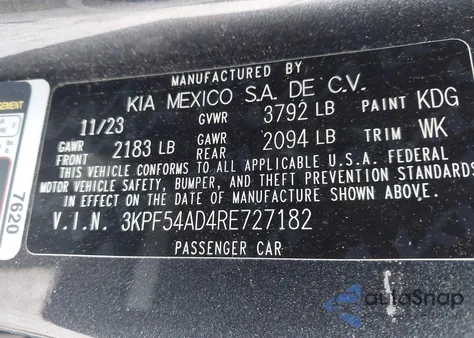 MANUFACTURED BY
KIA MEXICO S.A. DE C.V.
11/23 GVWR 3792 LB PAINT KDG
GAWR FRONT 2183 LB GAWR REAR 2094 LB TRIM WK
THIS VEHICLE CONFORMS TO ALL APPLICABLE U.S.A. FEDERAL
MOTOR VEHICLE SAFETY, BUMPER, AND THEFT PREVENTION STANDARDS
IN EFFECT ON THE DATE OF MANUFACTURE SHOWN ABOVE.
V.I.N. 3KPF54AD4RE727182
PASSENGER CAR
7620
autoSnap